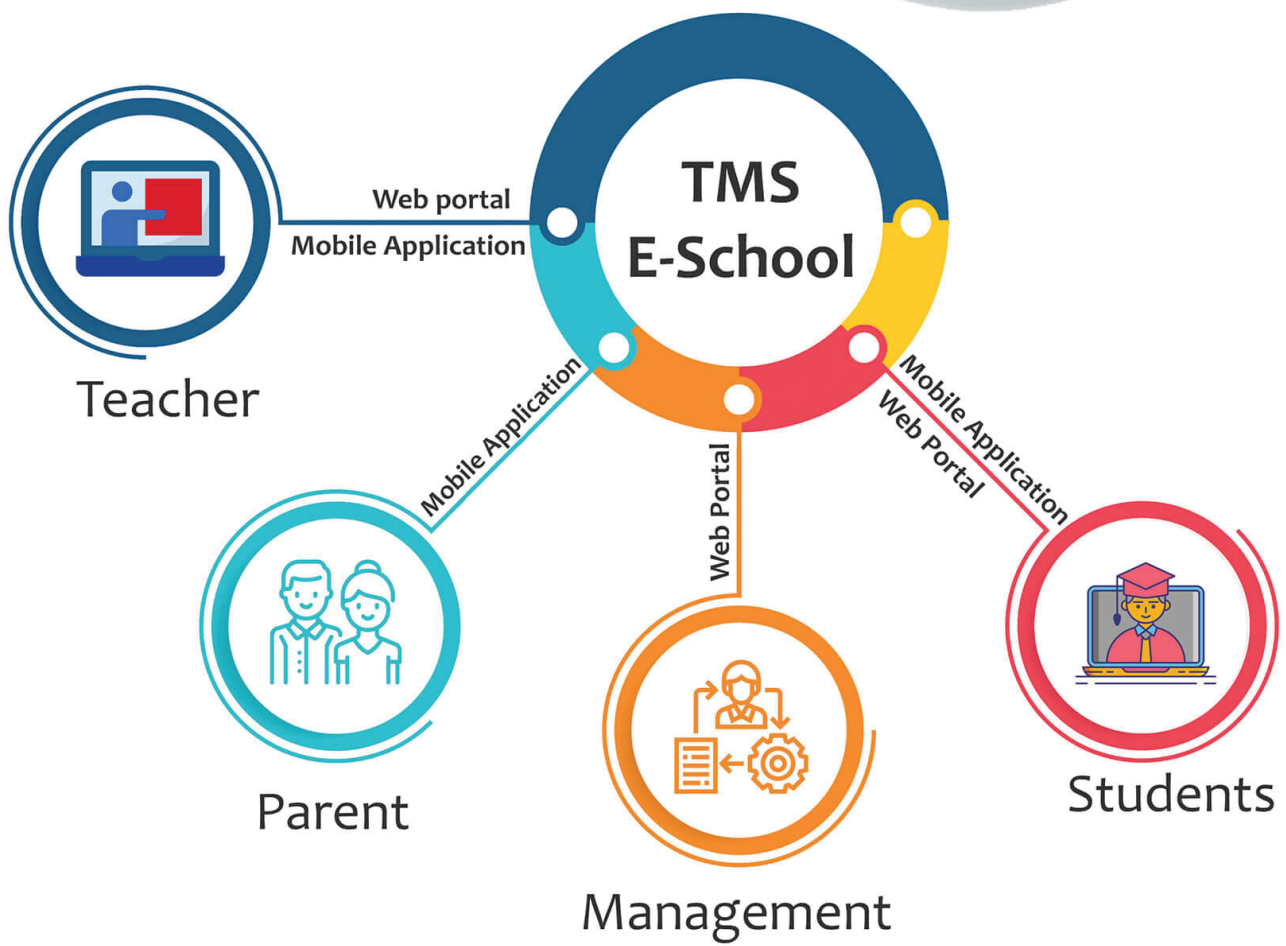 TMS
E-School
Web portal
Mobile Application
Teacher
Mobile Application
Parent
Web Portal
Management
Mobile Application
Web Portal
Students